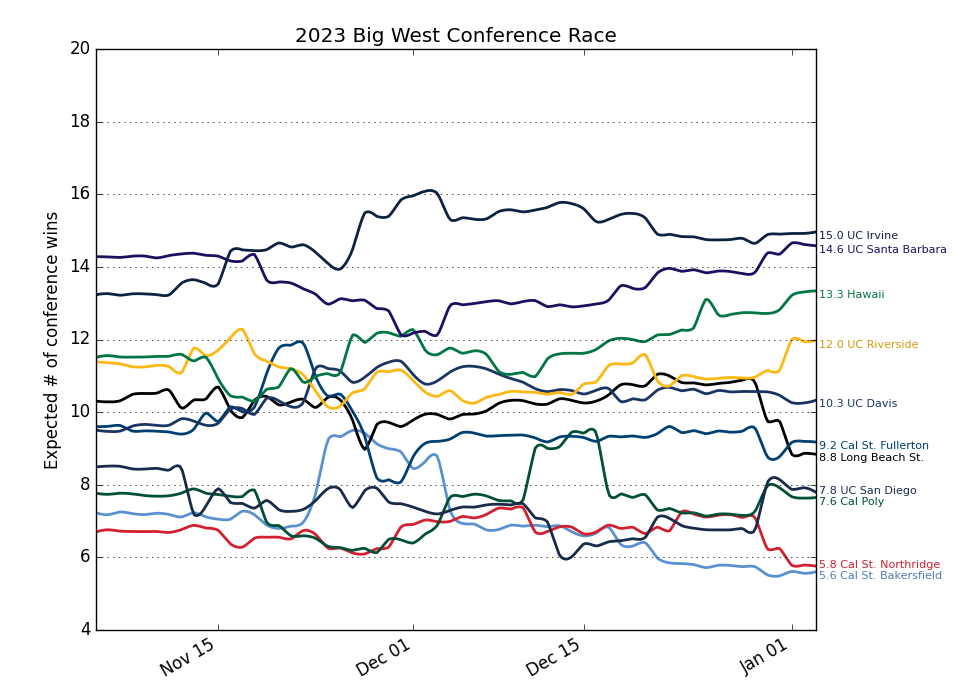 2023 Big West Conference Race
Expected # of conference wins
20
18
16
14
12
10
8
6
4
Nov 15
Dec 01
Dec 15
Jan 01
15.0 UC Irvine
14.6 UC Santa Barbara
13.3 Hawaii
12.0 UC Riverside
10.3 UC Davis
9.2 Cal St. Fullerton
8.8 Long Beach St.
7.8 UC San Diego
7.6 Cal Poly
5.8 Cal St. Northridge
5.6 Cal St. Bakersfield